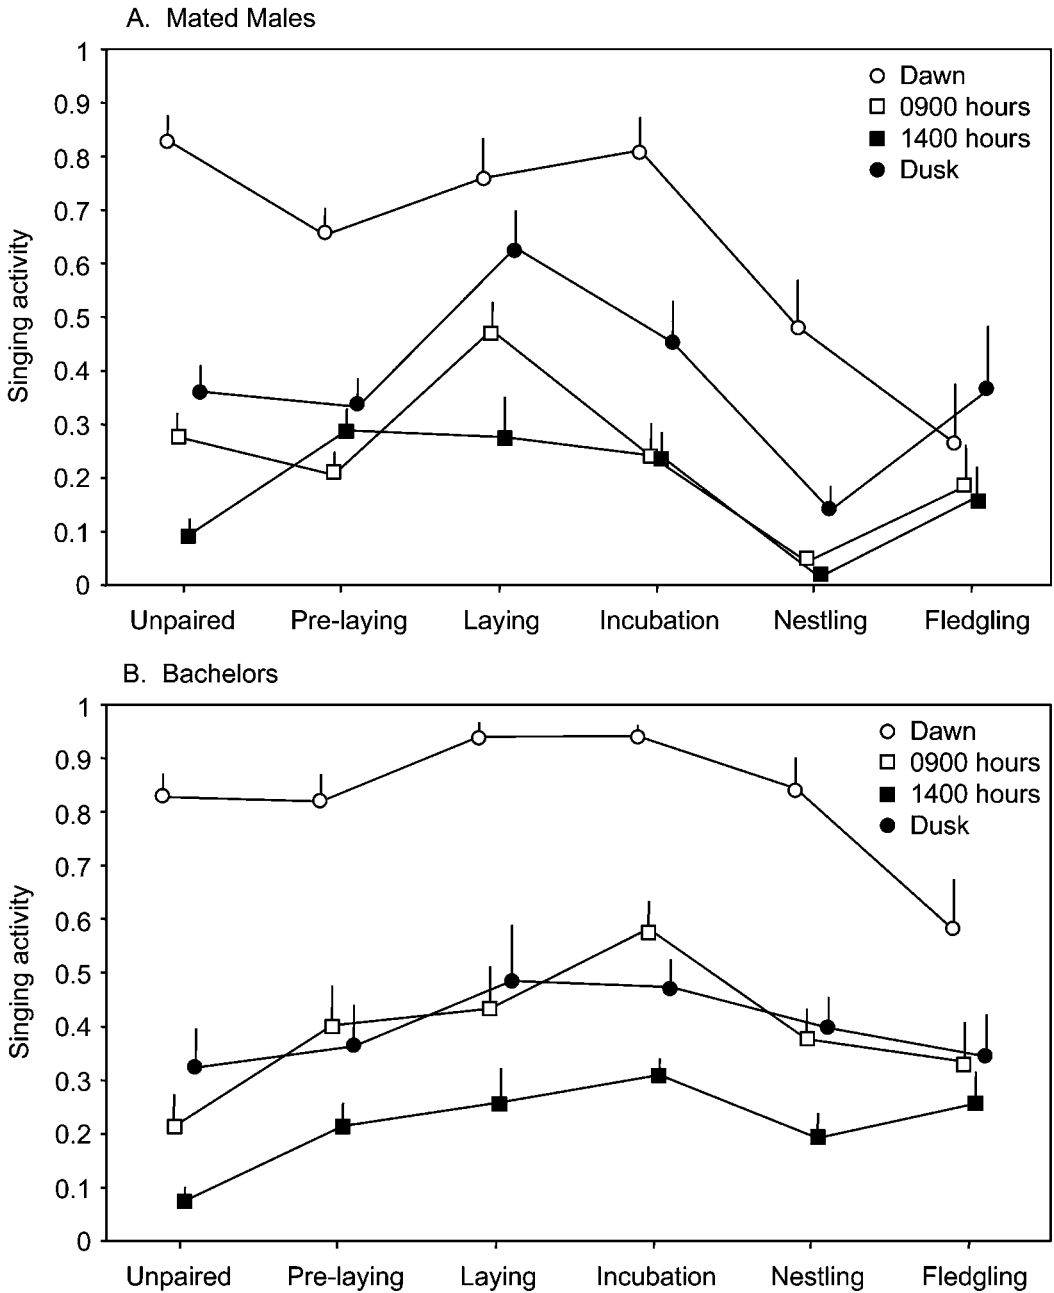 A. Mated Males
1
0.9
0.8
0.7
0.6
0.5
0.4
0.3
0.2
0.1
0
Singing activity
Dawn
0900 hours
1400 hours
Dusk
Unpaired Pre-laying Laying Incubation Nestling Fledgling
B. Bachelors
1
0.9
0.8
0.7
0.6
0.5
0.4
0.3
0.2
0.1
0
Singing activity
Dawn
0900 hours
1400 hours
Dusk
Unpaired Pre-laying Laying Incubation Nestling Fledgling